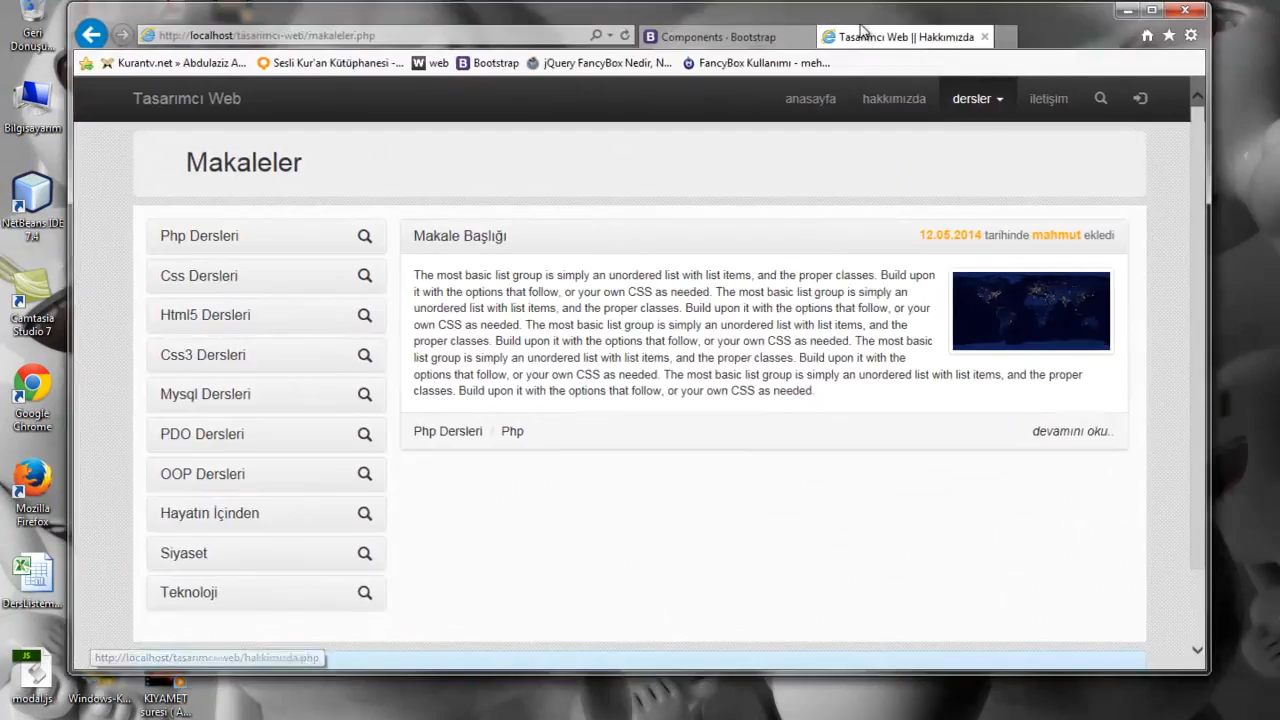 Geri
Dönüşü...
http://localhost/tasarımcı-web/makaleler.php
Components - Bootstrap
Tasarımcı Web || Hakkımızda
Kurantv.net » Abdulaziz A...
Sesli Kur'an Kütüphanesi -...
web
Bootstrap
jQuery FancyBox Nedir, N...
FancyBox Kullanımı - meh...
Tasarımcı Web
anasayfa
hakkımızda
dersler
iletişim
Bilgisayarım
Makaleler
NetBeans IDE
7.4
Camtasia
Studio 7
Google
Chrome
Mozilla
Firefox
DersListem...
JS
modal.js
Php Dersleri
Css Dersleri
Html5 Dersleri
Css3 Dersleri
Mysql Dersleri
PDO Dersleri
OOP Dersleri
Hayatın İçinden
Siyaset
Teknoloji
Makale Başlığı
12.05.2014 tarihinde mahmut ekledi
The most basic list group is simply an unordered list with list items, and the proper classes. Build upon
it with the options that follow, or your own CSS as needed. The most basic list group is simply an
unordered list with list items, and the proper classes. Build upon it with the options that follow, or your
own CSS as needed. The most basic list group is simply an unordered list with list items, and the
proper classes. Build upon it with the options that follow, or your own CSS as needed. The most basic
list group is simply an unordered list with list items, and the proper classes. Build upon it with the
options that follow, or your own CSS as needed. The most basic list group is simply an unordered list with list items, and the proper
classes. Build upon it with the options that follow, or your own CSS as needed.
Php Dersleri / Php
devamını oku..
http://localhost/tasarımcı-web/hakkimizda.php
Windows-K...
KIYAMET
suresi ( A...